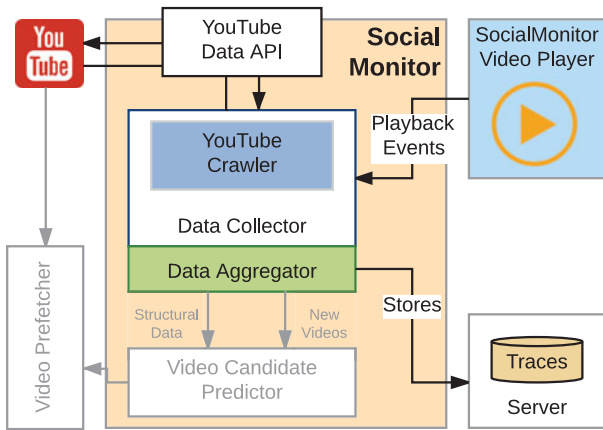 You
Tube
YouTube
Data API
Social
Monitor
SocialMonitor
Video Player
YouTube
Crawler
Playback
Events
Data Collector
Data Aggregator
Structural
Data
New
Videos
Stores
Video Prefetcher
Video Candidate
Predictor
Traces
Server